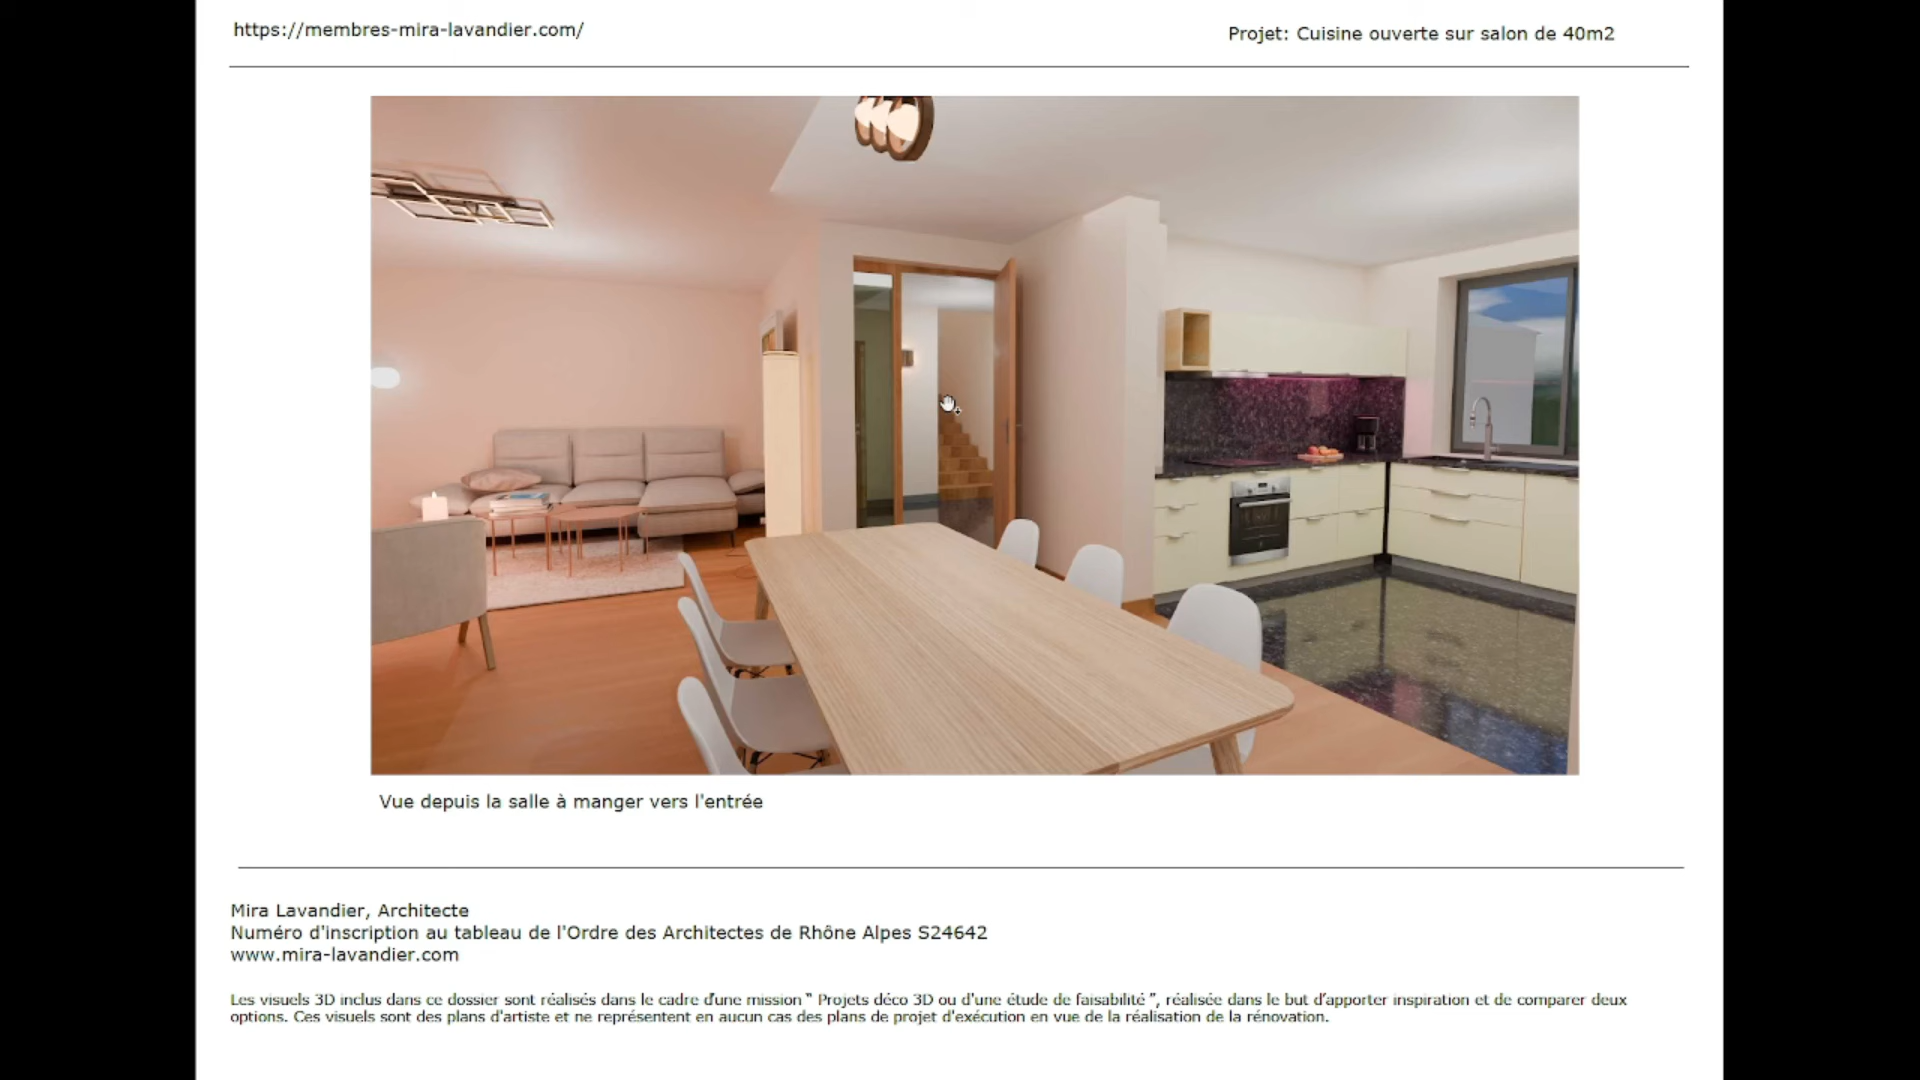 https://membres-mira-lavandier.com/
Projet: Cuisine ouverte sur salon de 40m2
Vue depuis la salle à manger vers l'entrée
Mira Lavandier, Architecte
Numéro d'inscription au tableau de l'Ordre des Architectes de Rhône Alpes S24642
www.mira-lavandier.com
Les visuels 3D inclus dans ce dossier sont réalisés dans le cadre d'une mission “ Projets déco 3D ou d'une étude de faisabilité ”, réalisée dans le but d'apporter inspiration et de comparer deux
options. Ces visuels sont des plans d'artiste et ne représentent en aucun cas des plans de projet d'exécution en vue de la réalisation de la rénovation.